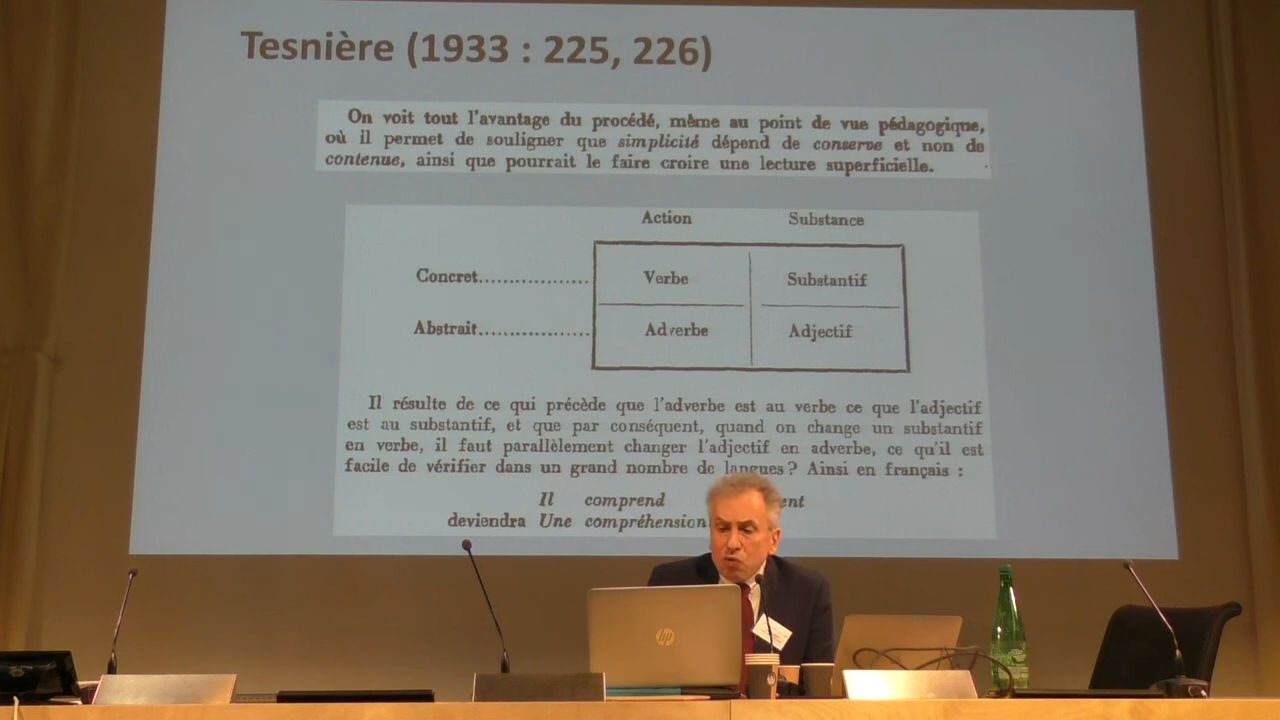 Tesnière (1933 : 225, 226)
On voit tout l'avantage du procédé, même au point de vue pédagogique,
où il permet de souligner que simplicité dépend de conserve et non de
contenue, ainsi que pourrait le faire croire une lecture superficielle.
Action Substance
Concret.................. Verbe Substantif
Abstrait.................. Adverbe Adjectif
Il résulte de ce qui précède que l'adverbe est au verbe ce que l'adjectif
est au substantif, et que par conséquent, quand on change un substantif
en verbe, il faut parallèlement changer l'adjectif en adverbe, ce qu'il est
facile de vérifier dans un grand nombre de langues ? Ainsi en français :
Il comprend ent
deviendra Une compréhension
hp